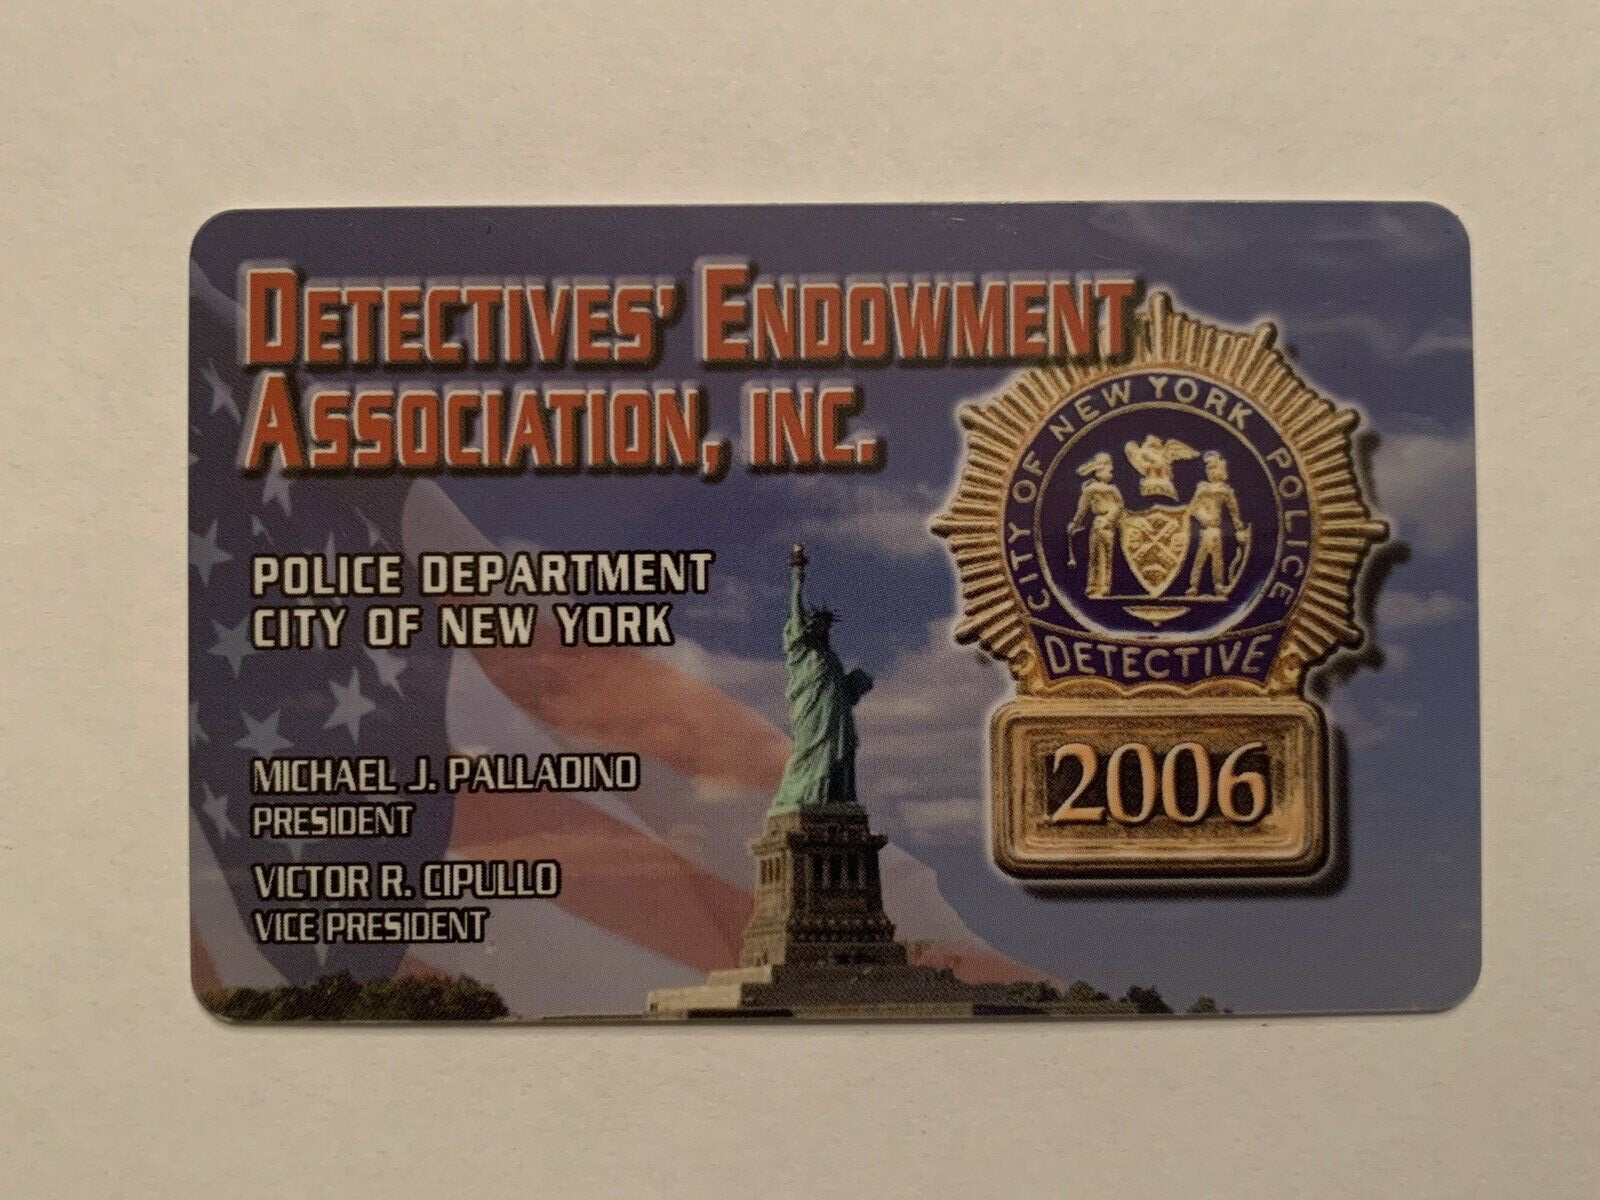 DETECTIVES' ENDOWMENT
ASSOCIATION, INC.
POLICE DEPARTMENT
CITY OF NEW YORK
MICHAEL J. PALLADINO
PRESIDENT
VICTOR R. CIPULLO
VICE PRESIDENT
CITY OF NEW YORK POLICE
DETECTIVE
2006